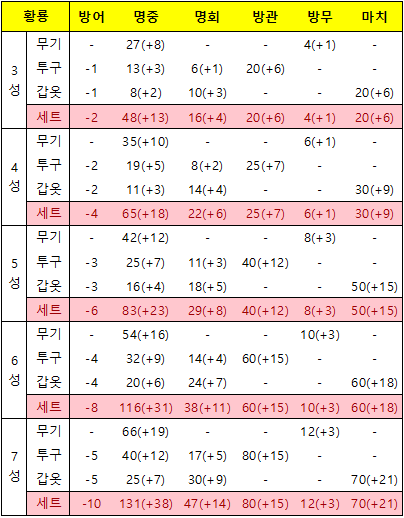 황룡 방어 명중 명회 방관 방무 마치
3성
무기 - 27(+8) - - 4(+1) -
투구 -1 13(+3) 6(+1) 20(+6) - -
갑옷 -1 8(+2) 10(+3) - - 20(+6)
세트 -2 48(+13) 16(+4) 20(+6) 4(+1) 20(+6)
4성
무기 - 35(+10) - - 6(+1) -
투구 -2 19(+5) 8(+2) 25(+7) - -
갑옷 -2 11(+3) 14(+4) - - 30(+9)
세트 -4 65(+18) 22(+6) 25(+7) 6(+1) 30(+9)
5성
무기 - 42(+12) - - 8(+3) -
투구 -3 25(+7) 11(+3) 40(+12) - -
갑옷 -3 16(+4) 18(+5) - - 50(+15)
세트 -6 83(+23) 29(+8) 40(+12) 8(+3) 50(+15)
6성
무기 - 54(+16) - - 10(+3) -
투구 -4 32(+9) 14(+4) 60(+15) - -
갑옷 -4 20(+6) 24(+7) - - 60(+18)
세트 -8 116(+31) 38(+11) 60(+15) 10(+3) 60(+18)
7성
무기 - 66(+19) - - 12(+3) -
투구 -5 40(+12) 17(+5) 80(+15) - -
갑옷 -5 25(+7) 30(+9) - - 70(+21)
세트 -10 131(+38) 47(+14) 80(+15) 12(+3) 70(+21)